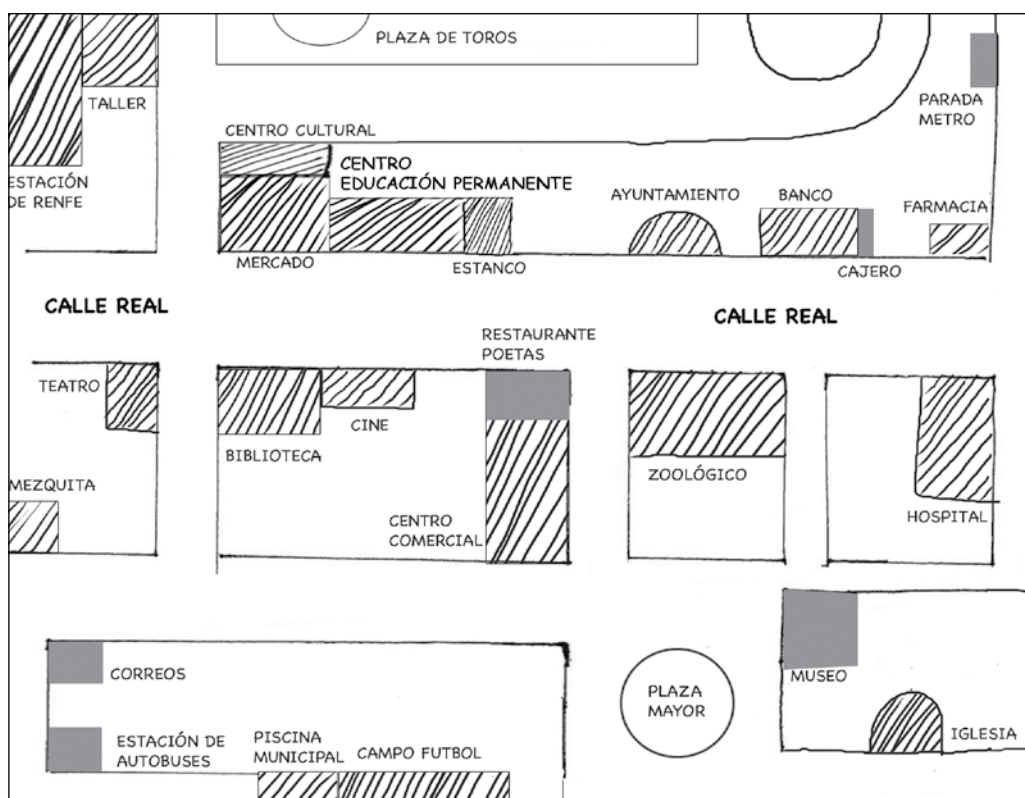 PLAZA DE TOROS
TALLER
PARADA
METRO
CENTRO CULTURAL
CENTRO
EDUCACIÓN PERMANENTE
ESTACIÓN
DE RENFE
AYUNTAMIENTO
BANCO
FARMACIA
MERCADO
ESTANCO
CAJERO
CALLE REAL
CALLE REAL
RESTAURANTE
POETAS
TEATRO
CINE
BIBLIOTECA
ZOOLÓGICO
MEZQUITA
CENTRO
COMERCIAL
HOSPITAL
CORREOS
MUSEO
PLAZA
MAYOR
ESTACIÓN DE
AUTOBUSES
PISCINA
MUNICIPAL
CAMPO FUTBOL
IGLESIA